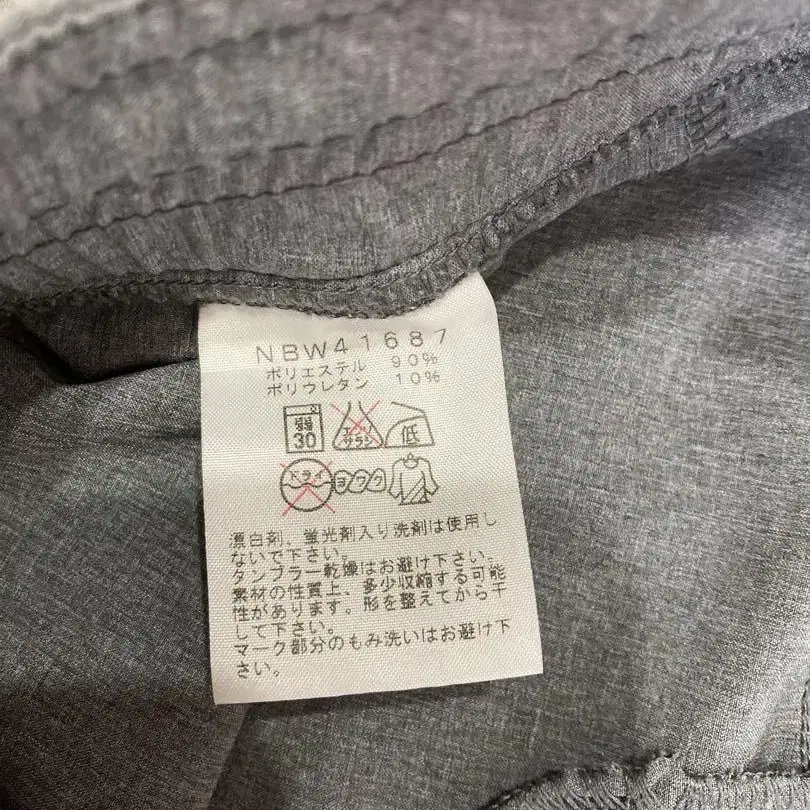 NBW41687
ポリエステル 90%
ポリウレタン 10%
弱
30
エンソ
サラシ
低
ドライ
ヨワク
漂白剤、蛍光剤入り洗剤は使用し
ないで下さい。
タンブラー乾燥はお避け下さい。
素材の性質上、多少収縮する可能
性があります。形を整えてから干
して下さい。
マーク部分のもみ洗いはお避け下
さい。